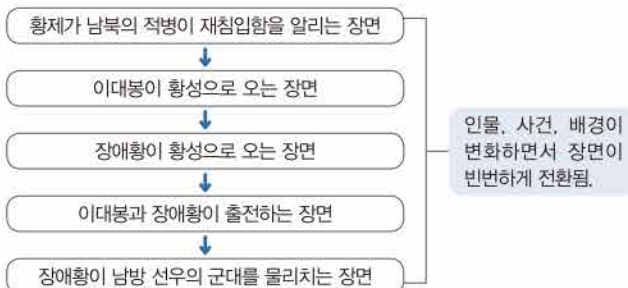 황제가 남북의 적병이 재침입함을 알리는 장면
이대봉이 황성으로 오는 장면
장애황이 황성으로 오는 장면
이대봉과 장애황이 출전하는 장면
장애황이 남방 선우의 군대를 물리치는 장면
인물, 사건, 배경이
변화하면서 장면이
빈번하게 전환됨.